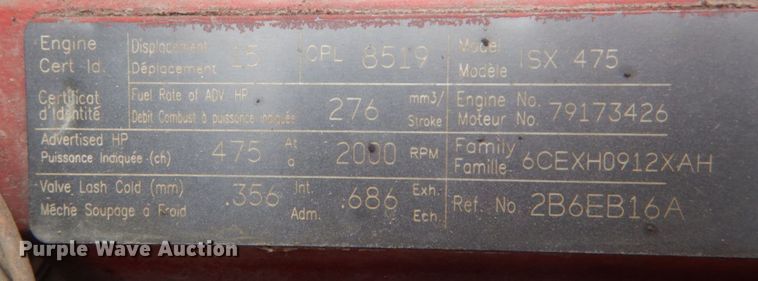 Engine Cert Id. Displacement Déplacement 15 CPL 8519 Model Modèle ISX 475
Certificat d'Identité Fuel Rate of ADV HP Debit Combust à puissance indiquée 276 mm3/ Stroke Engine No. Moteur No. 79173426
Advertised HP Puissance Indiquée (ch) 475 At a 2000 RPM Family Famille 6CEXH0912XAH
Valve Lash Cold (mm) Mèche Soupage à Froid .356 Int. Adm. .686 Exh. Ech. Ref. No. 2B6EB16A
Purple Wave Auction